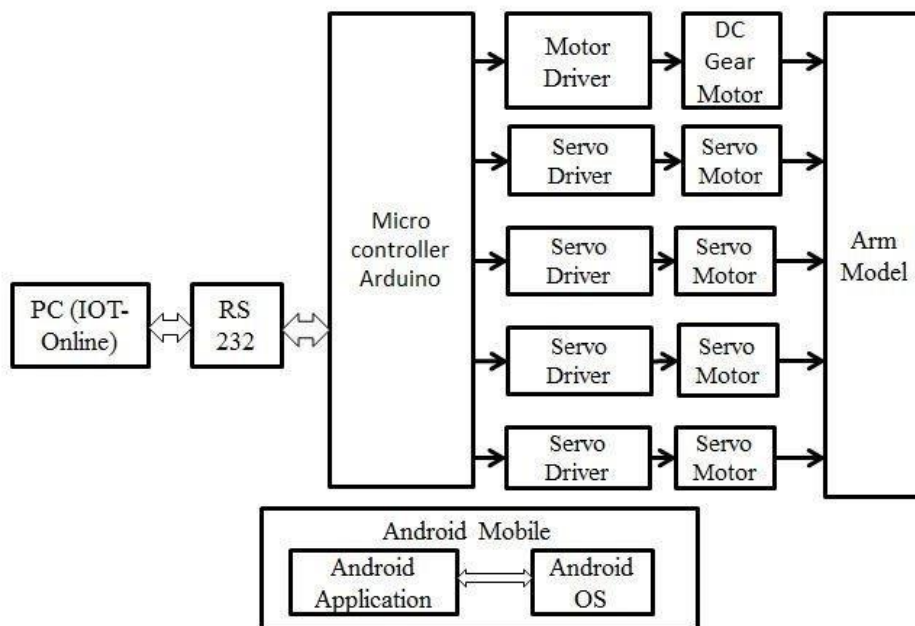 PC (IOT-
Online)
RS
232
Micro
controller
Arduino
Motor
Driver
DC
Gear
Motor
Servo
Driver
Servo
Motor
Servo
Driver
Servo
Motor
Servo
Driver
Servo
Motor
Servo
Driver
Servo
Motor
Arm
Model
Android Mobile
Android
Application
Android
OS